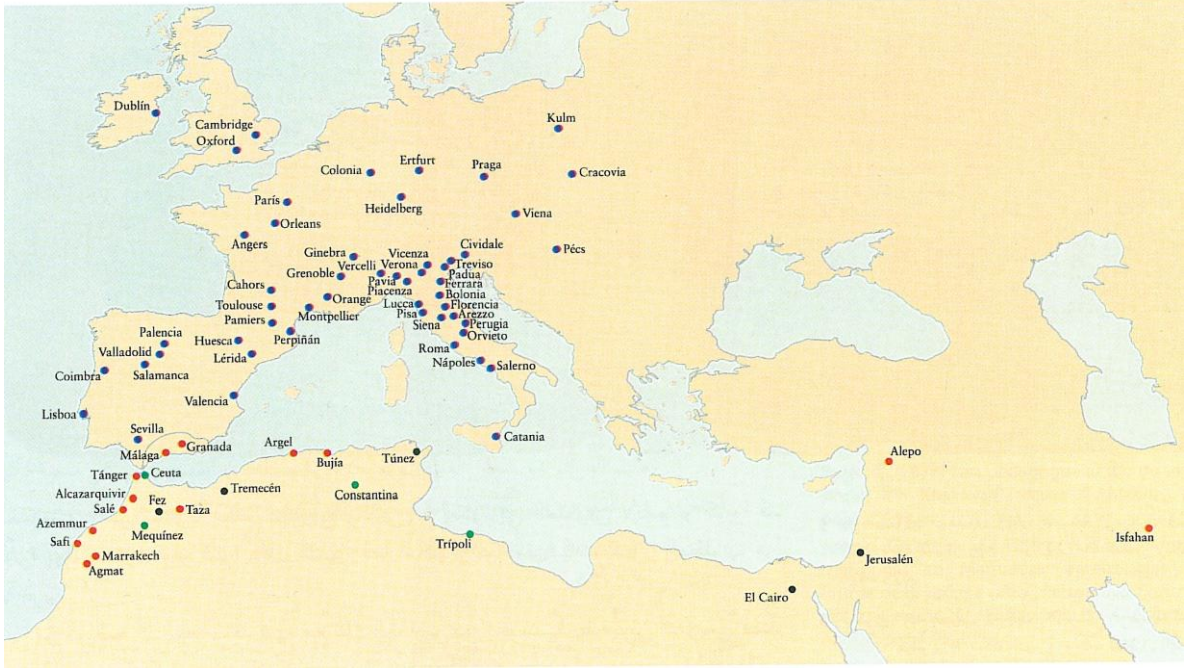 Dublín
Cambridge
Oxford
Kulm
Colonia
Ertfurt
Praga
Cracovia
París
Heidelberg
Viena
Orleans
Angers
Pécs
Ginebra
Vicenza
Cividale
Grenoble
Vercelli
Verona
Treviso
Pavia
Padua
Cahors
Piacenza
Ferrara
Orange
Bolonia
Toulouse
Lucca
Florencia
Montpellier
Pisa
Arezzo
Pamiers
Siena
Perugia
Palencia
Huesca
Perpiñán
Orvieto
Valladolid
Lérida
Roma
Salamanca
Nápoles
Salerno
Coimbra
Valencia
Lisboa
Sevilla
Catania
Granada
Argel
Málaga
Bujía
Túnez
Alepo
Tánger
Ceuta
Tremecén
Constantina
Alcazarquivir
Fez
Salé
Taza
Azemmur
Mequínez
Trípoli
Isfahan
Safi
Marrakech
Jerusalén
Agmat
El Cairo